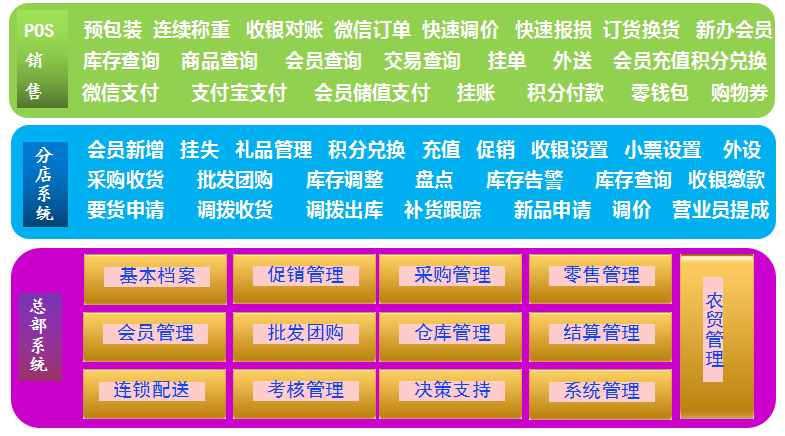 POS
销
售
预包装 连续称重 收银对账 微信订单 快速调价 快速报损 订货换货 新办会员
库存查询 商品查询 会员查询 交易查询 挂单 外送 会员充值积分兑换
微信支付 支付宝支付 会员储值支付 挂账 积分付款 零钱包 购物券
分
店
系
统
会员新增 挂失 礼品管理 积分兑换 充值 促销 收银设置 小票设置 外设
采购收货 批发团购 库存调整 盘点 库存告警 库存查询 收银缴款
要货申请 调拨收货 调拨出库 补货跟踪 新品申请 调价 营业员提成
总
部
系
统
基本档案 促销管理 采购管理 零售管理
会员管理 批发团购 仓库管理 结算管理
连锁配送 考核管理 决策支持 系统管理
农
贸
管
理